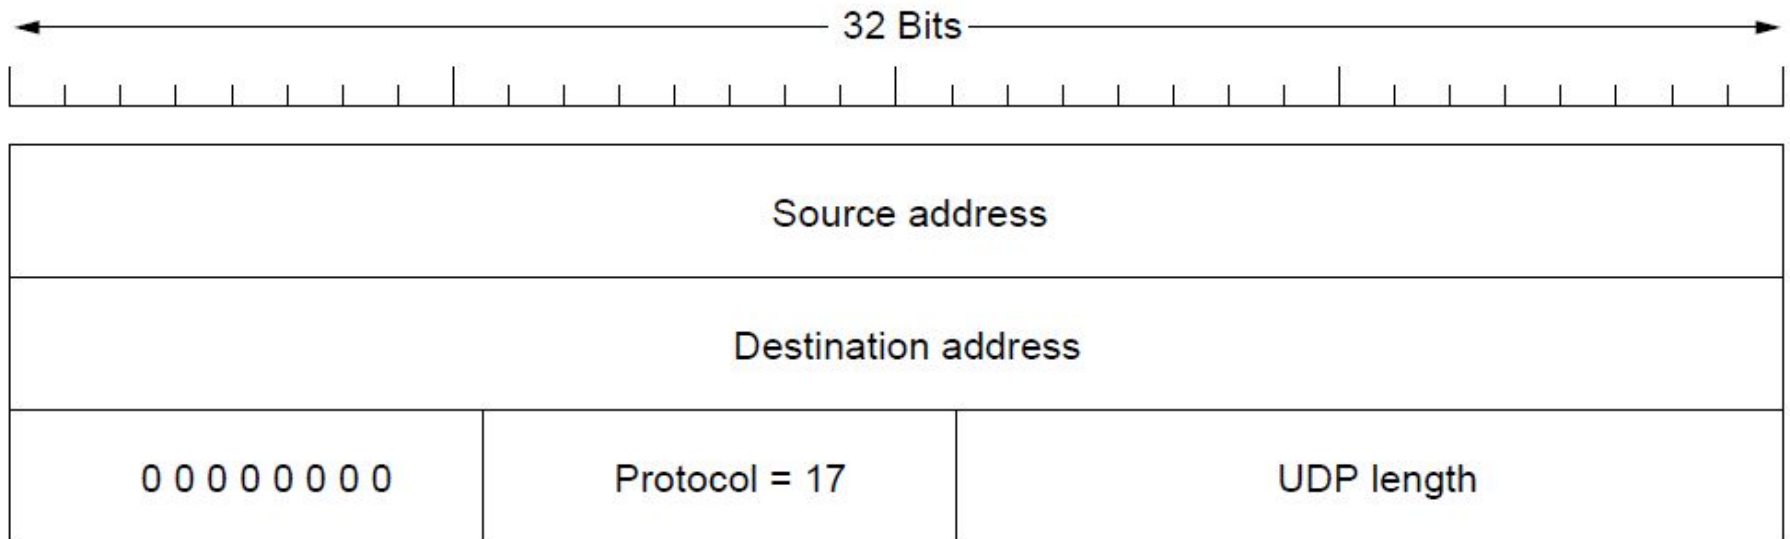 32 Bits
Source address
Destination address
0 0 0 0 0 0 0 0 Protocol = 17 UDP length